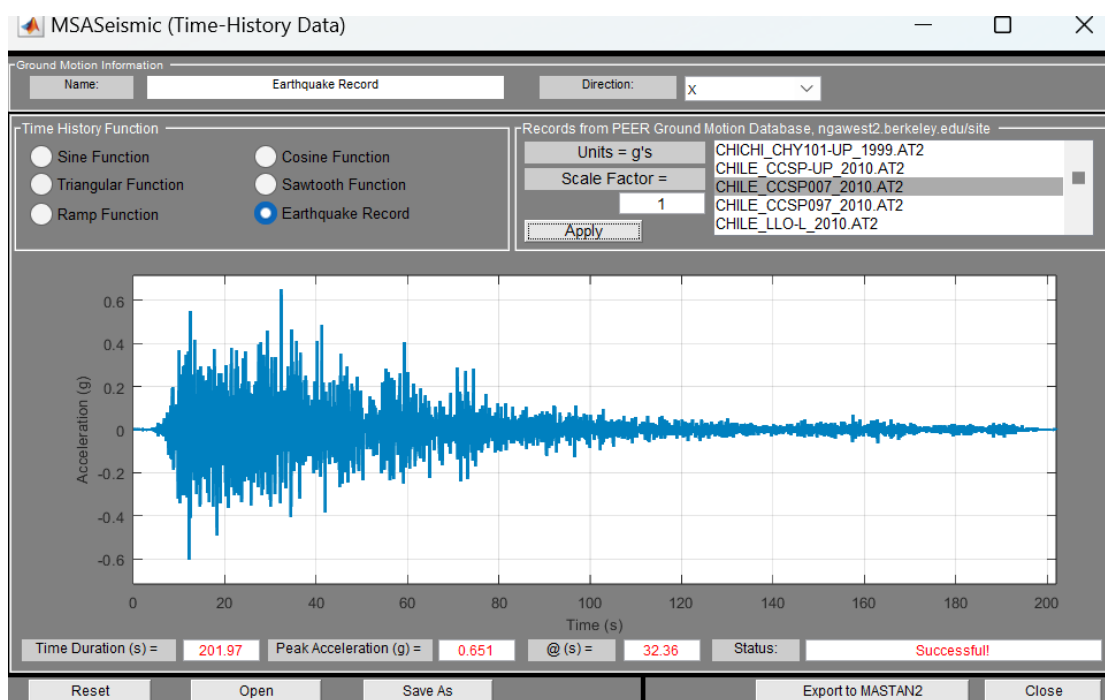 MSASeismic (Time-History Data)
Ground Motion Information
Name: Earthquake Record Direction: X
Time History Function
Sine Function Cosine Function
Triangular Function Sawtooth Function
Ramp Function Earthquake Record
Records from PEER Ground Motion Database, ngawest2.berkeley.edu/site
Units = g's
Scale Factor =
1
Apply
CHICHI_CHY101-UP_1999.AT2
CHILE_CCSP-UP_2010.AT2
CHILE_CCSP007_2010.AT2
CHILE_CCSP097_2010.AT2
CHILE_LLO-L_2010.AT2
Acceleration (g)
0.6
0.4
0.2
0
-0.2
-0.4
-0.6
0 20 40 60 80 100 120 140 160 180 200
Time (s)
Time Duration (s) = 201.97 Peak Acceleration (g) = 0.651 @ (s) = 32.36 Status: Successful!
Reset Open Save As Export to MASTAN2 Close